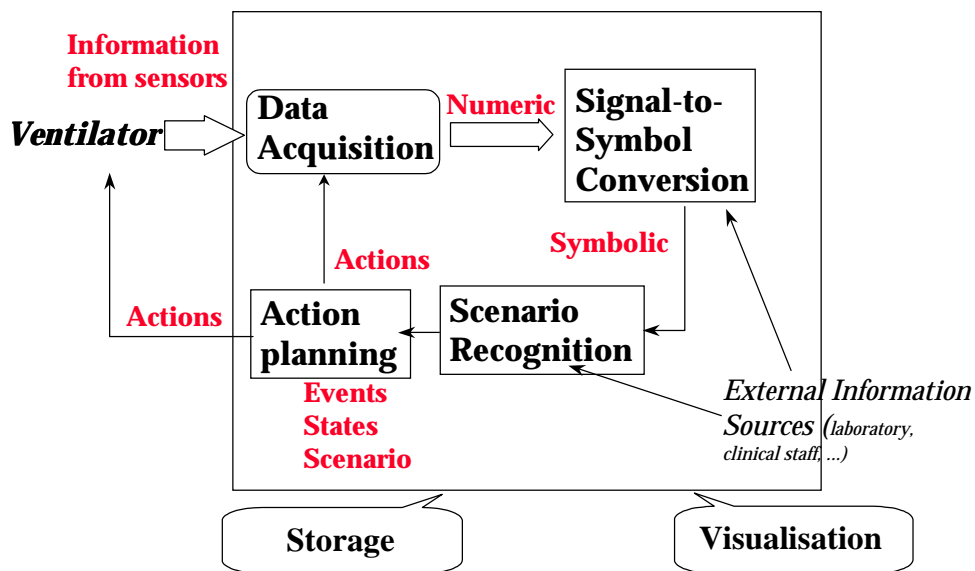 Information
from sensors
Ventilator
Data
Acquisition
Numeric
Signal-to-
Symbol
Conversion
Symbolic
Actions
Actions
Action
planning
Scenario
Recognition
Events
States
Scenario
External Information
Sources (laboratory,
clinical staff, ...)
Storage
Visualisation